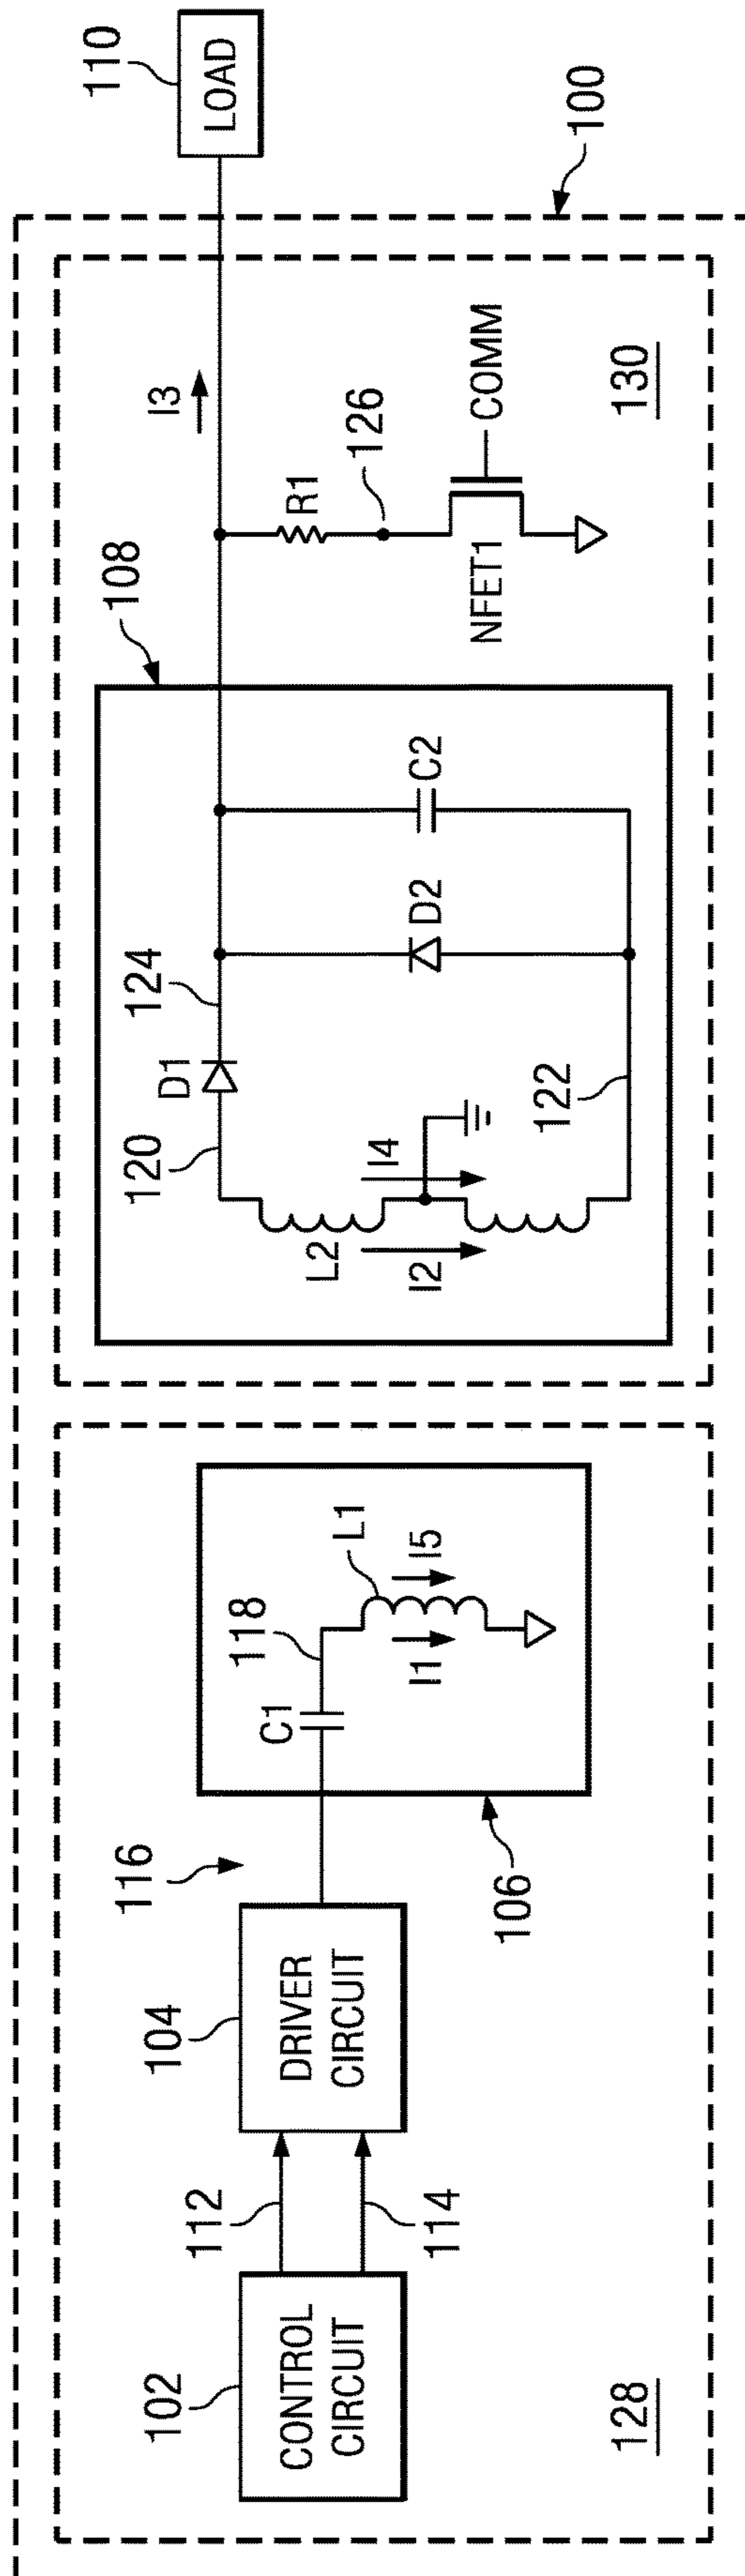 110
LOAD
100
I3
R1
126
COMM
NFET1
130
108
C2
D2
124
D1
120
122
I4
L2
I2
L1
I5
118
I1
C1
116
106
104
DRIVER
CIRCUIT
112
114
102
CONTROL
CIRCUIT
128